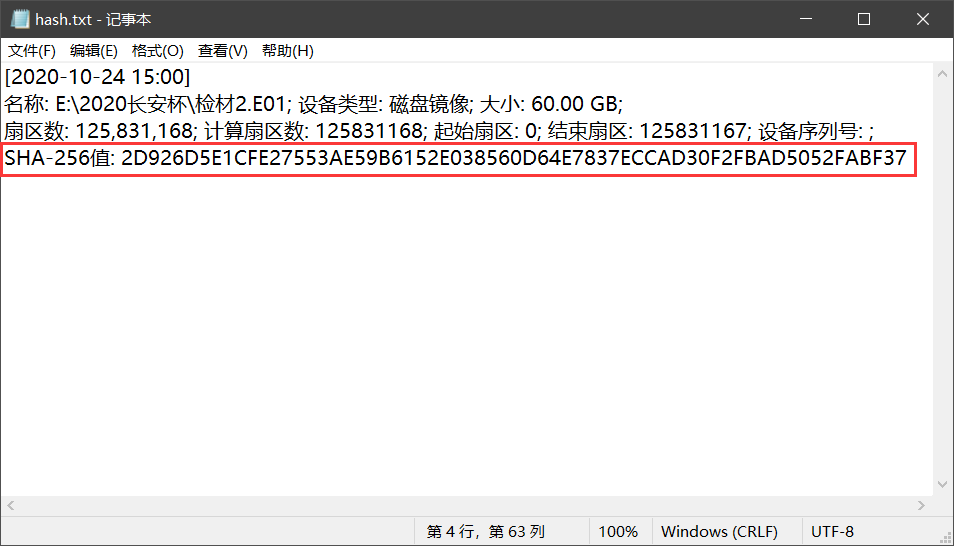 hash.txt - 记事本
文件(F) 编辑(E) 格式(O) 查看(V) 帮助(H)
[2020-10-24 15:00]
名称: E:\2020长安杯\检材2.E01; 设备类型: 磁盘镜像; 大小: 60.00 GB;
扇区数: 125,831,168; 计算扇区数: 125831168; 起始扇区: 0; 结束扇区: 125831167; 设备序列号: ;
SHA-256值: 2D926D5E1CFE27553AE59B6152E038560D64E7837ECCAD30F2FBAD5052FABF37
第 4 行，第 63 列 100% Windows (CRLF) UTF-8